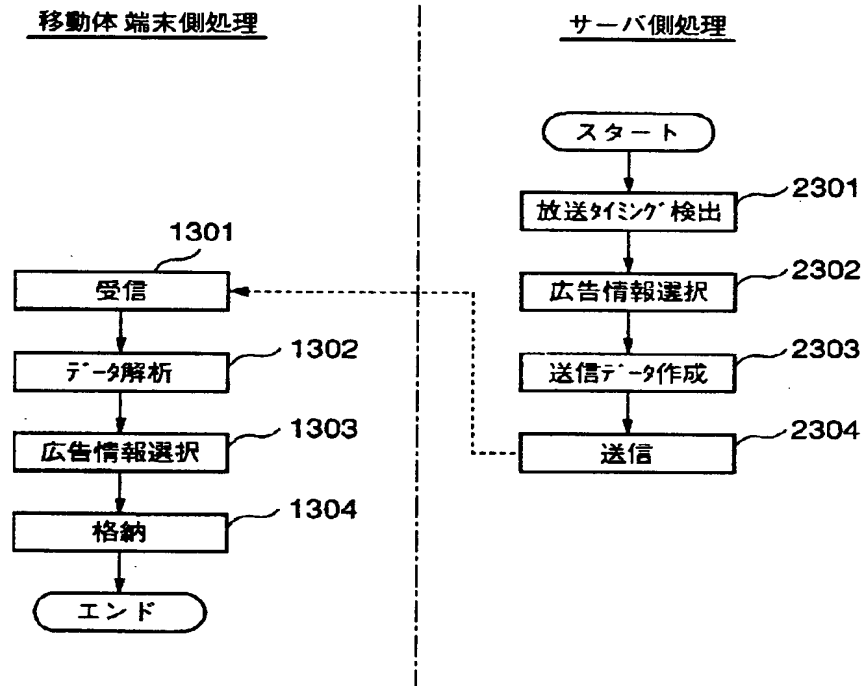 移動体端末側処理
1301
受信
1302
データ解析
1303
広告情報選択
1304
格納
エンド
サーバ側処理
スタート
2301
放送タイミング検出
2302
広告情報選択
2303
送信データ作成
2304
送信